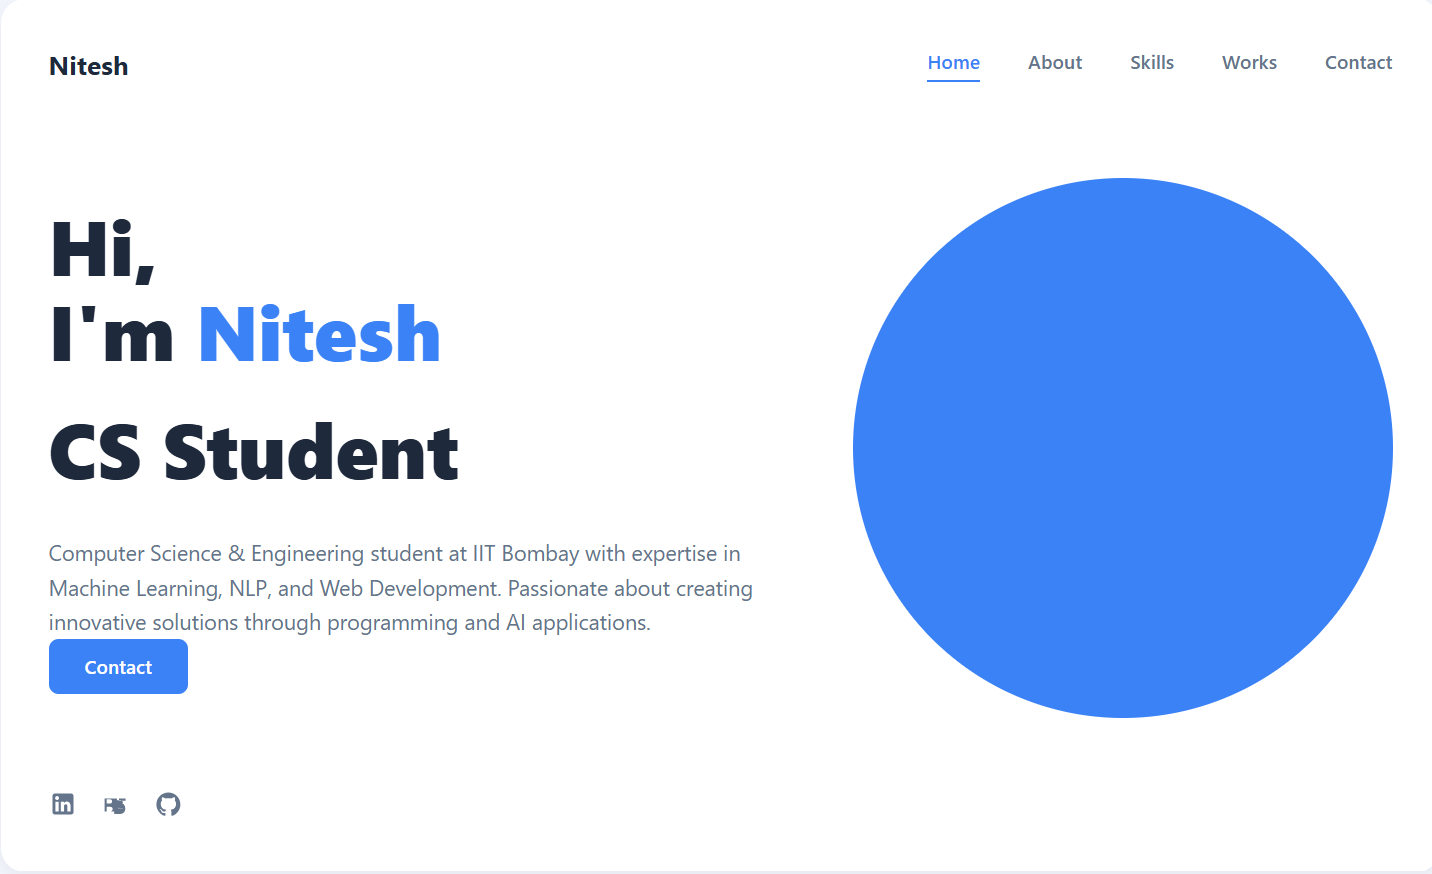 Nitesh
Home About Skills Works Contact
Hi,
I'm Nitesh
CS Student
Computer Science & Engineering student at IIT Bombay with expertise in
Machine Learning, NLP, and Web Development. Passionate about creating
innovative solutions through programming and AI applications.
Contact
in